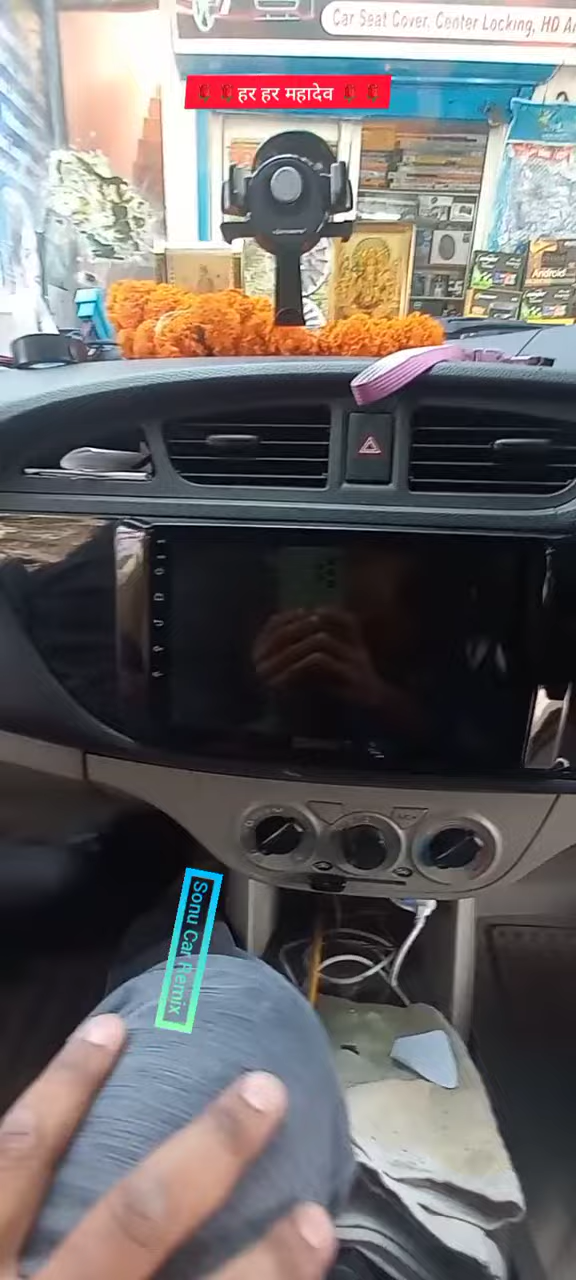 Car Seat Cover, Center Locking, HD
हर हर महादेव
Android
Sonu Car Remix